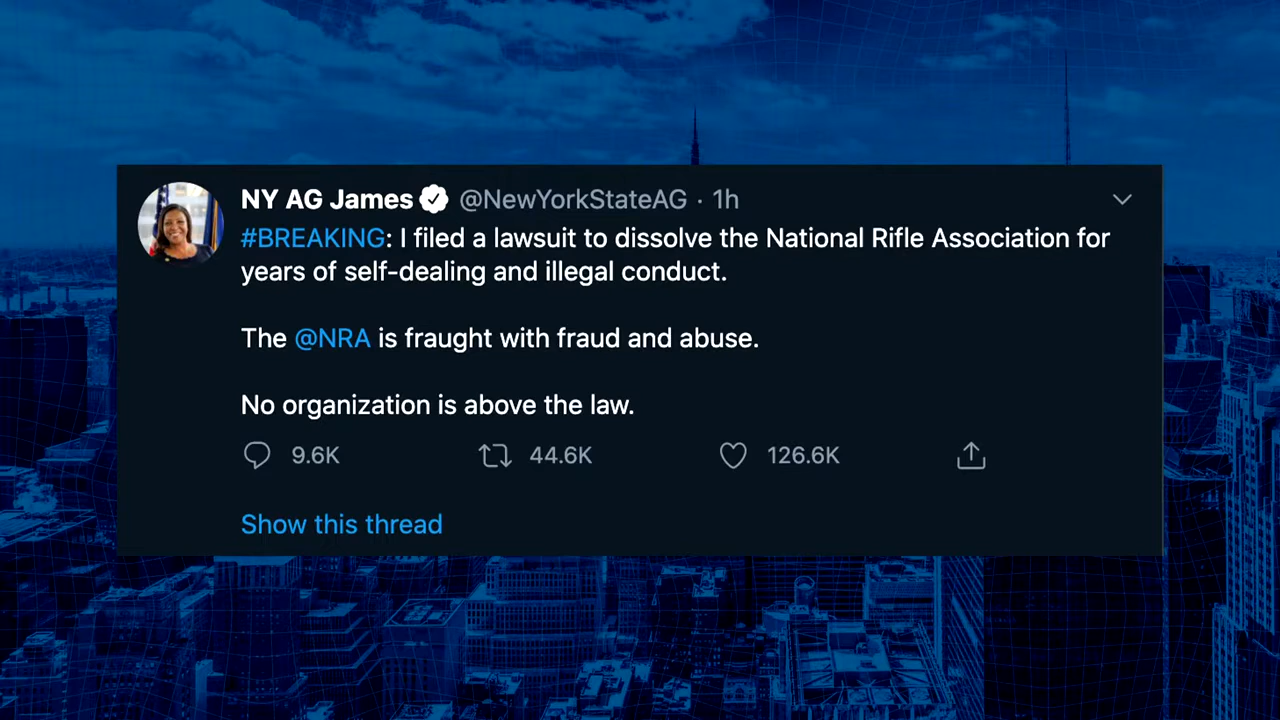 NY AG James @NewYorkStateAG · 1h
#BREAKING: I filed a lawsuit to dissolve the National Rifle Association for
years of self-dealing and illegal conduct.
The @NRA is fraught with fraud and abuse.
No organization is above the law.
9.6K 44.6K 126.6K
Show this thread